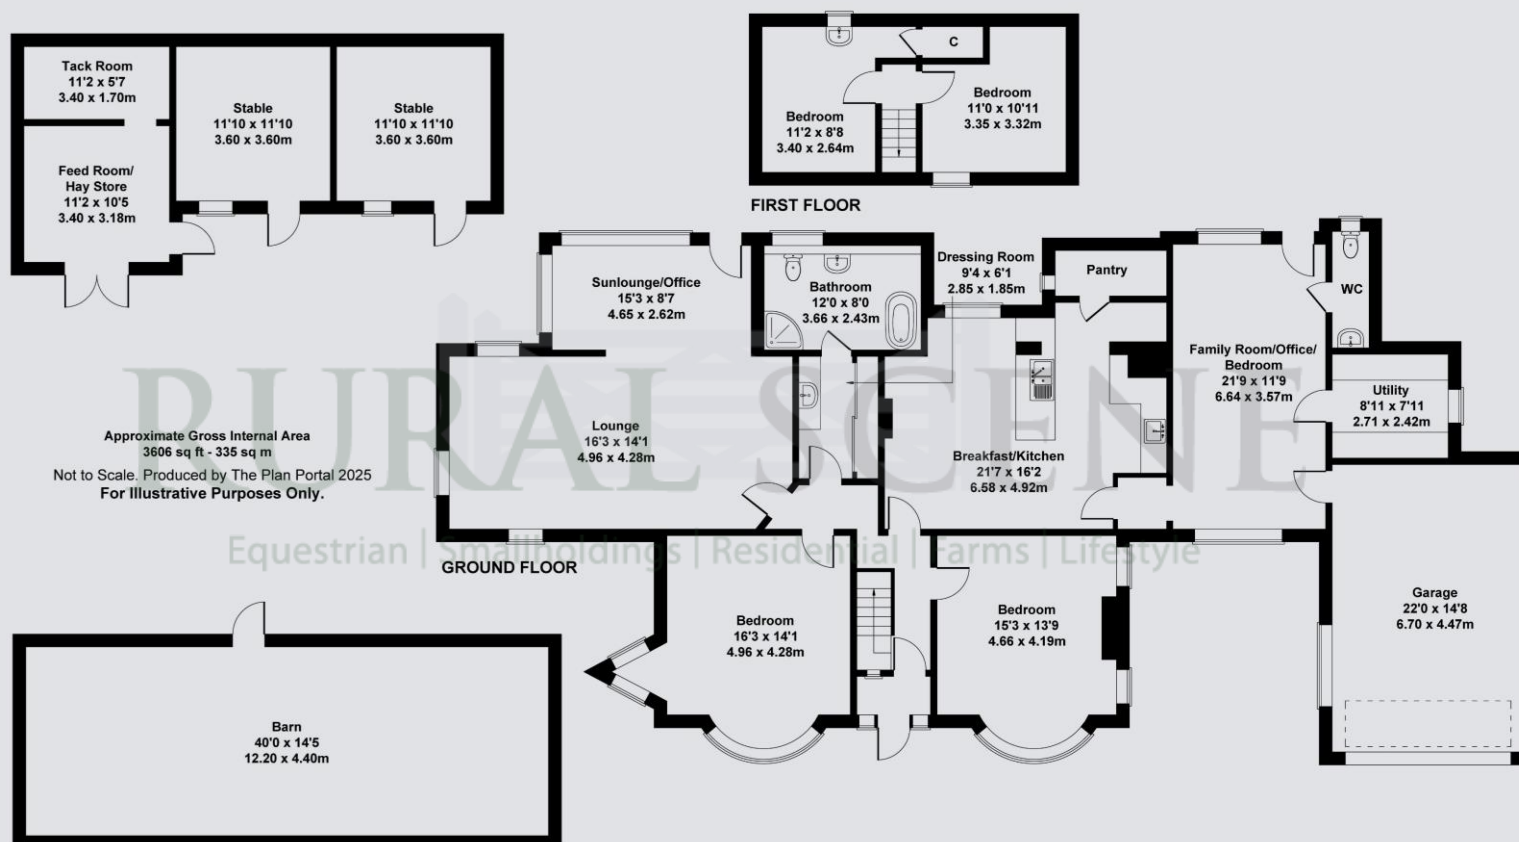 Tack Room
11'2 x 5'7
3.40 x 1.70m
Stable
11'10 x 11'10
3.60 x 3.60m
Stable
11'10 x 11'10
3.60 x 3.60m
Feed Room/
Hay Store
11'2 x 10'5
3.40 x 3.18m
C
Bedroom
11'0 x 10'11
3.35 x 3.32m
Bedroom
11'2 x 8'8
3.40 x 2.64m
FIRST FLOOR
Sunlounge/Office
15'3 x 8'7
4.65 x 2.62m
Bathroom
12'0 x 8'0
3.66 x 2.43m
Dressing Room
9'4 x 6'1
2.85 x 1.85m
Pantry
WC
Family Room/Office/
Bedroom
21'9 x 11'9
6.64 x 3.57m
Utility
8'11 x 7'11
2.71 x 2.42m
RURAL SCENE
Lounge
16'3 x 14'1
4.96 x 4.28m
Breakfast/Kitchen
21'7 x 16'2
6.58 x 4.92m
Approximate Gross Internal Area
3606 sq ft - 335 sq m
Not to Scale. Produced by The Plan Portal 2025
For Illustrative Purposes Only.
Equestrian | Smallholdings | Residential | Farms | Lifestyle
GROUND FLOOR
Bedroom
16'3 x 14'1
4.96 x 4.28m
Bedroom
15'3 x 13'9
4.66 x 4.19m
Garage
22'0 x 14'8
6.70 x 4.47m
Barn
40'0 x 14'5
12.20 x 4.40m